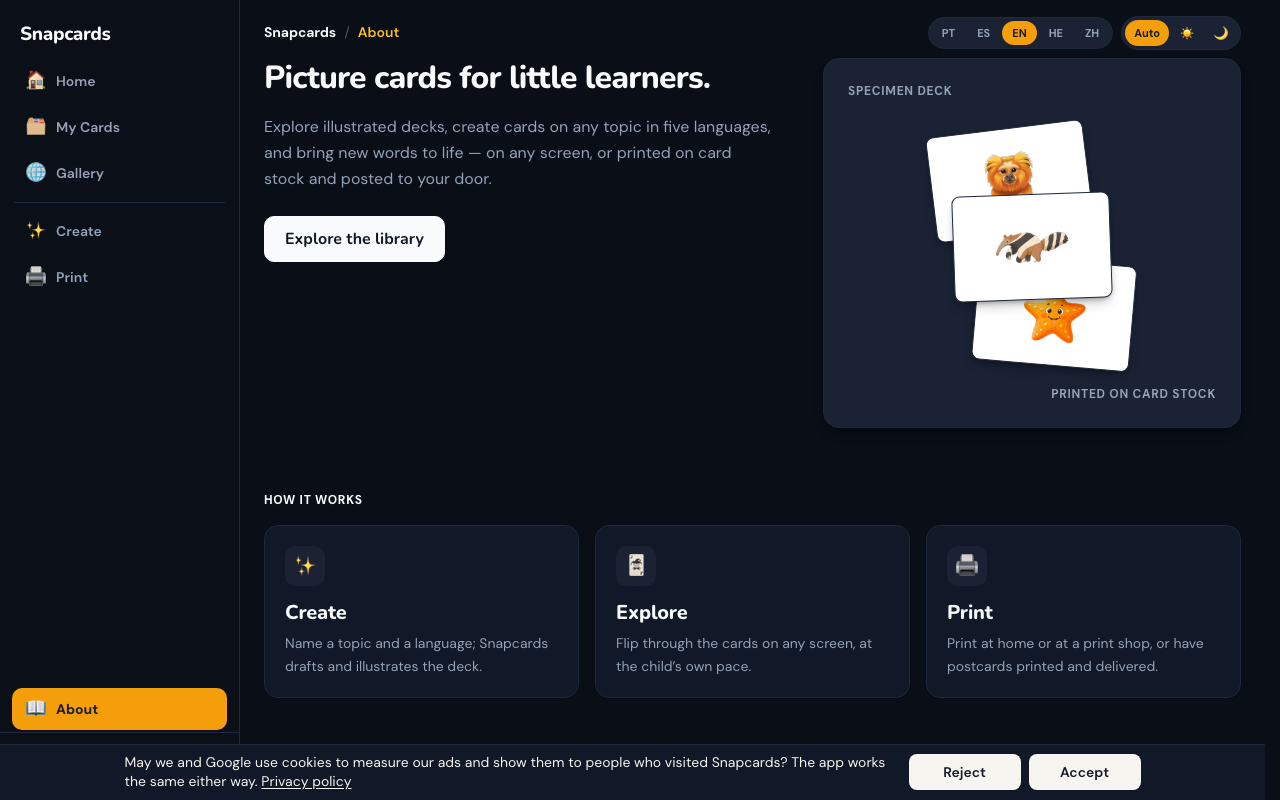 Snapcards
Home
My Cards
Gallery
Create
Print
About
Snapcards / About
PT ES EN HE ZH
Auto
Picture cards for little learners.
Explore illustrated decks, create cards on any topic in five languages,
and bring new words to life — on any screen, or printed on card
stock and posted to your door.
Explore the library
SPECIMEN DECK
PRINTED ON CARD STOCK
HOW IT WORKS
Create
Name a topic and a language; Snapcards
drafts and illustrates the deck.
Explore
Flip through the cards on any screen, at
the child's own pace.
Print
Print at home or at a print shop, or have
postcards printed and delivered.
May we and Google use cookies to measure our ads and show them to people who visited Snapcards? The app works
the same either way. Privacy policy
Reject
Accept